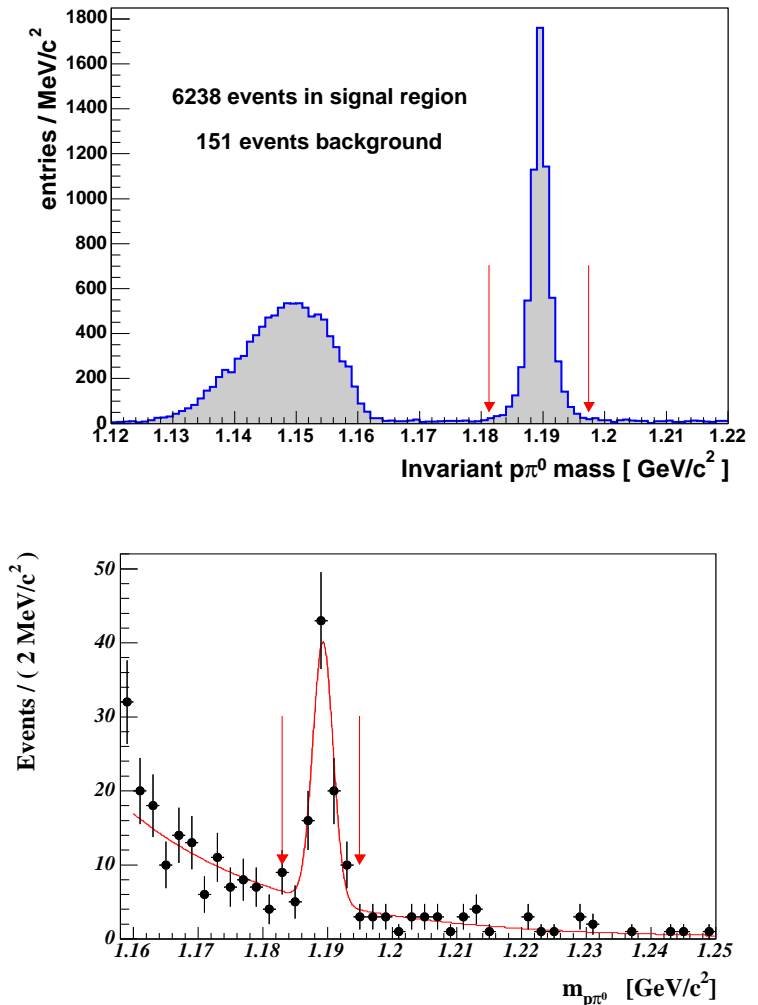 entries / MeV/c²
1800
1600
1400
1200
1000
800
600
400
200
0
6238 events in signal region
151 events background
1.12 1.13 1.14 1.15 1.16 1.17 1.18 1.19 1.2 1.21 1.22
Invariant pπ⁰ mass [ GeV/c² ]
Events / ( 2 MeV/c² )
50
40
30
20
10
0
1.16 1.17 1.18 1.19 1.2 1.21 1.22 1.23 1.24 1.25
m_pπ⁰ [GeV/c²]